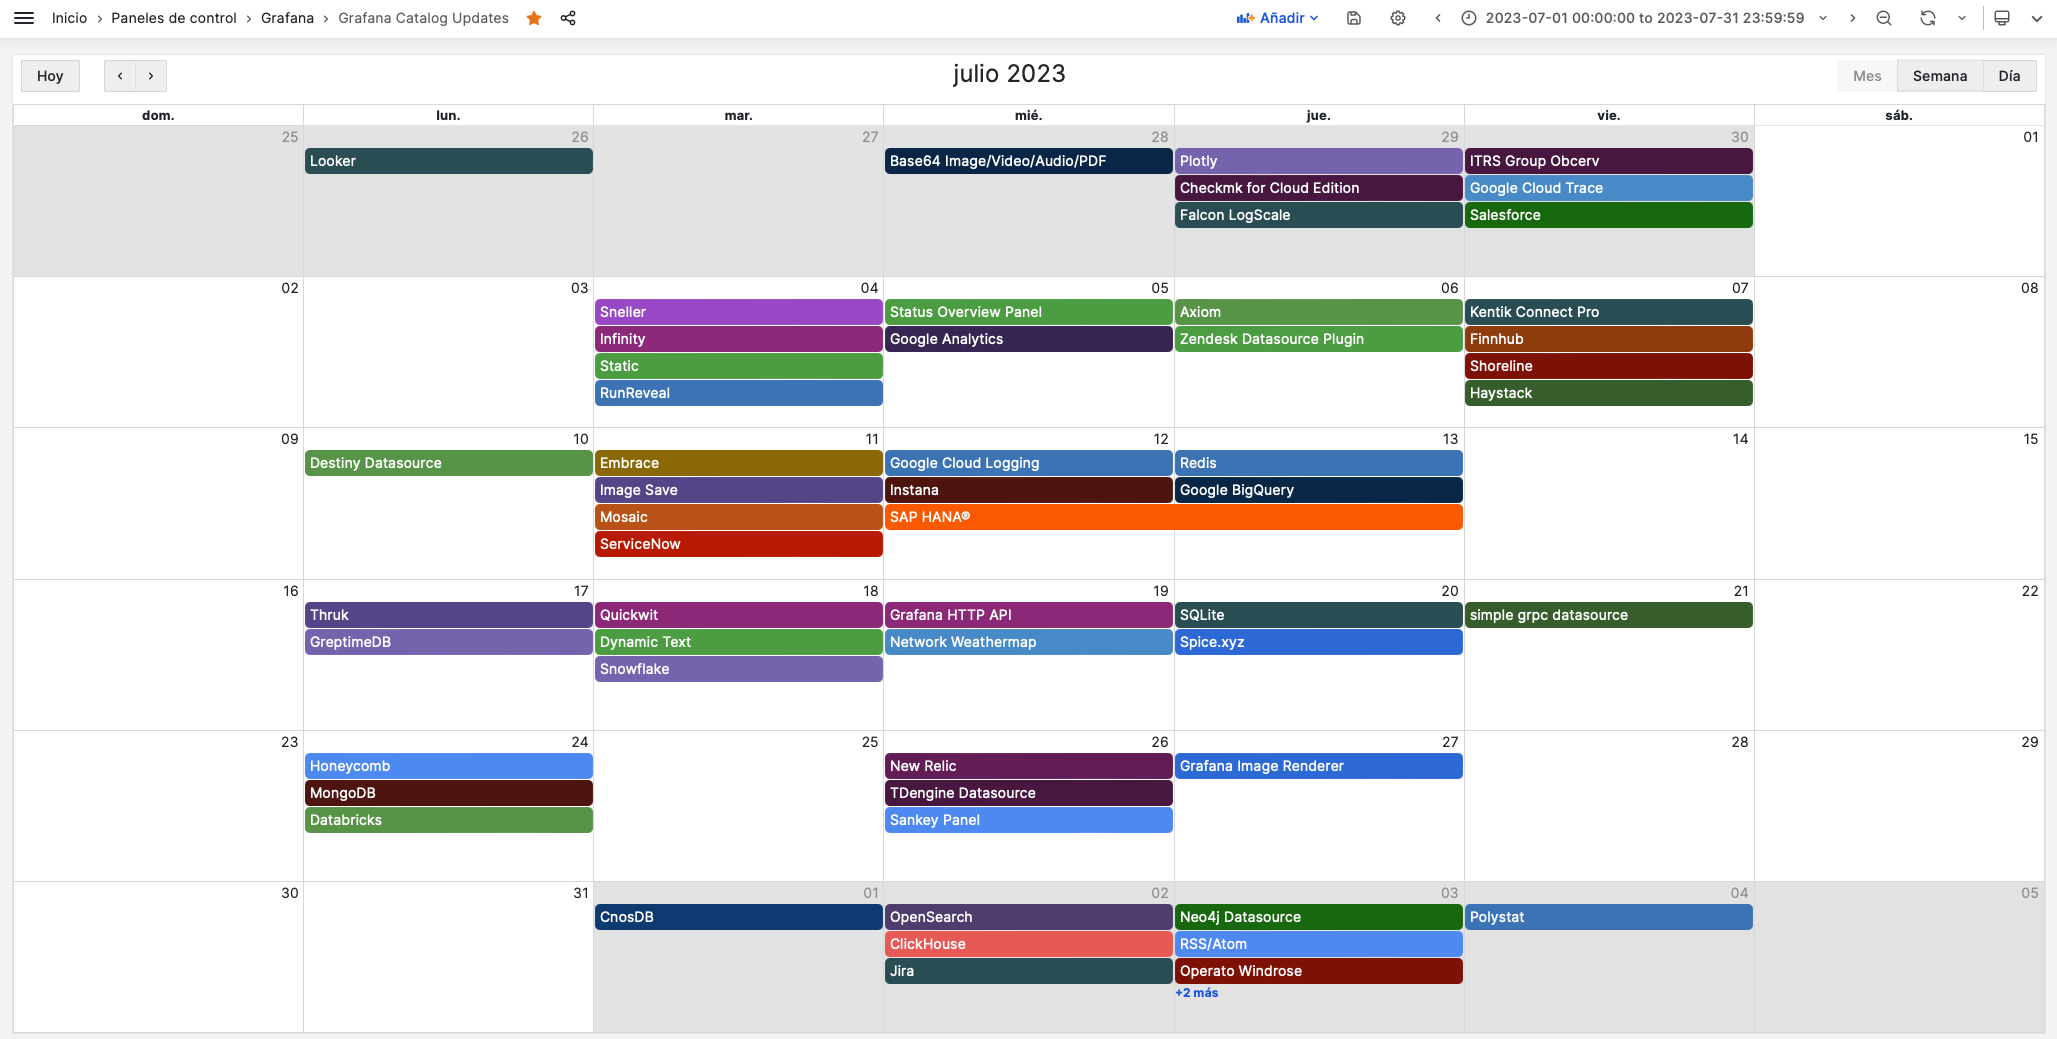 Inicio › Paneles de control › Grafana › Grafana Catalog Updates
Añadir
2023-07-01 00:00:00 to 2023-07-31 23:59:59
Hoy
julio 2023
Mes Semana Día
dom. lun. mar. mié. jue. vie. sáb.
25 26 27 28 29 30 01
Looker
Base64 Image/Video/Audio/PDF
Plotly
Checkmk for Cloud Edition
Falcon LogScale
ITRS Group Obcerv
Google Cloud Trace
Salesforce
02 03 04 05 06 07 08
Sneller
Infinity
Static
RunReveal
Status Overview Panel
Google Analytics
Axiom
Zendesk Datasource Plugin
Kentik Connect Pro
Finnhub
Shoreline
Haystack
09 10 11 12 13 14 15
Destiny Datasource
Embrace
Image Save
Mosaic
ServiceNow
Google Cloud Logging
Instana
SAP HANA®
Redis
Google BigQuery
16 17 18 19 20 21 22
Thruk
GreptimeDB
Quickwit
Dynamic Text
Snowflake
Grafana HTTP API
Network Weathermap
SQLite
Spice.xyz
simple grpc datasource
23 24 25 26 27 28 29
Honeycomb
MongoDB
Databricks
New Relic
TDengine Datasource
Sankey Panel
Grafana Image Renderer
30 31 01 02 03 04 05
CnosDB
OpenSearch
ClickHouse
Jira
Neo4j Datasource
RSS/Atom
Operato Windrose
+2 más
Polystat